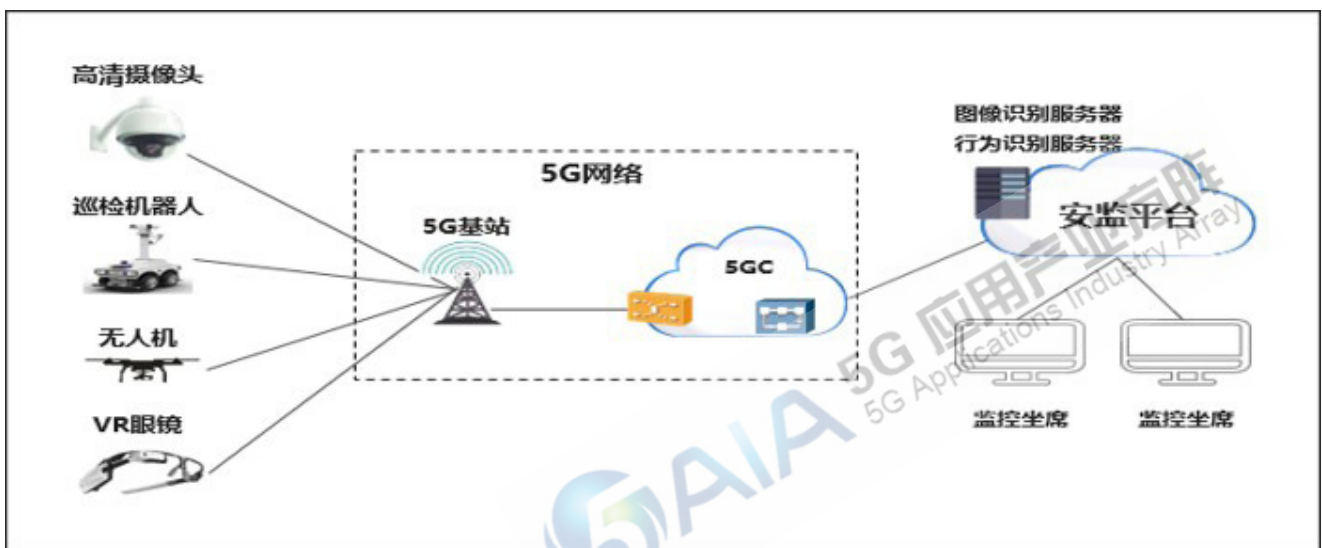 高清摄像头
巡检机器人
无人机
VR眼镜
5G网络
5G基站
5GC
图像识别服务器
行为识别服务器
安监平台
监控坐席
监控坐席
5G 应用产业方阵
5G Applications Industry Array
5GAIA